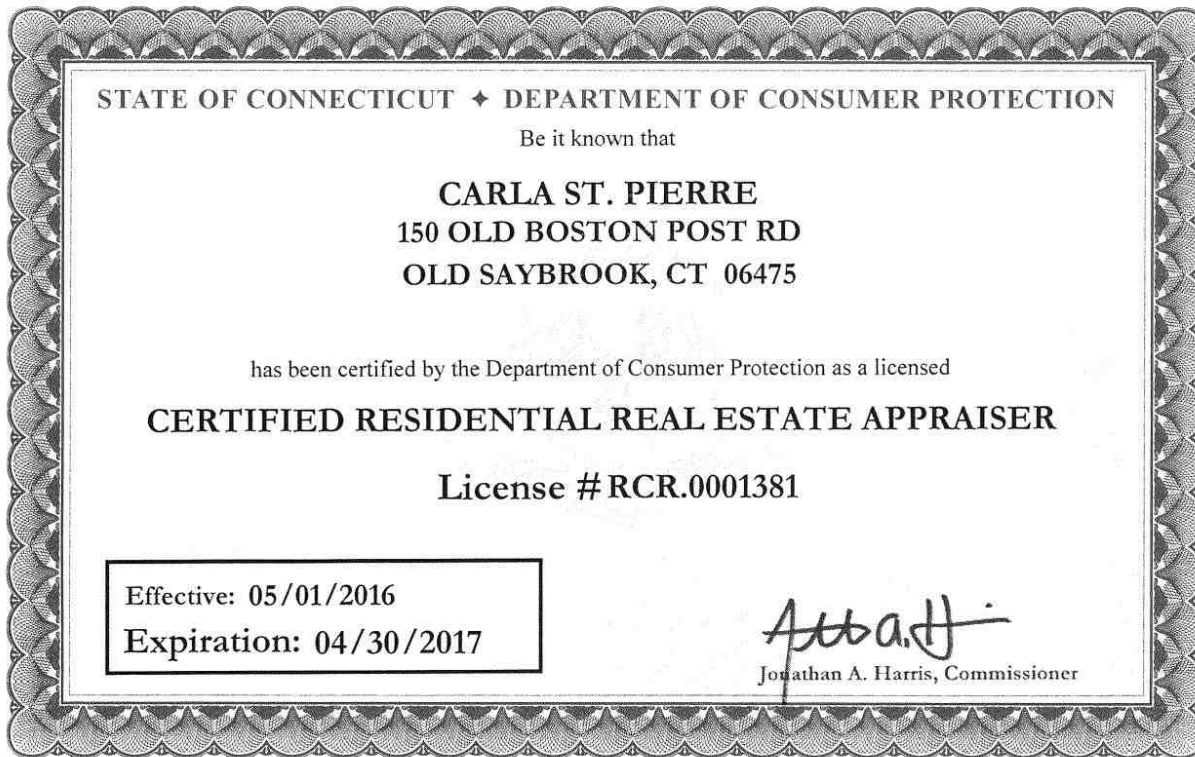 STATE OF CONNECTICUT ✦ DEPARTMENT OF CONSUMER PROTECTION
Be it known that
CARLA ST. PIERRE
150 OLD BOSTON POST RD
OLD SAYBROOK, CT 06475
has been certified by the Department of Consumer Protection as a licensed
CERTIFIED RESIDENTIAL REAL ESTATE APPRAISER
License # RCR.0001381
Effective: 05/01/2016
Expiration: 04/30/2017
Jonathan A. Harris, Commissioner